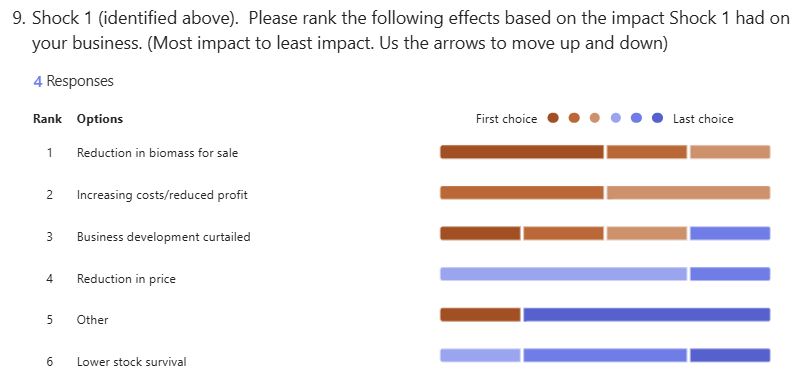 9. Shock 1 (identified above).  Please rank the following effects based on the impact Shock 1 had on
your business. (Most impact to least impact. Us the arrows to move up and down)
4 Responses
Rank Options First choice Last choice
1 Reduction in biomass for sale
2 Increasing costs/reduced profit
3 Business development curtailed
4 Reduction in price
5 Other
6 Lower stock survival